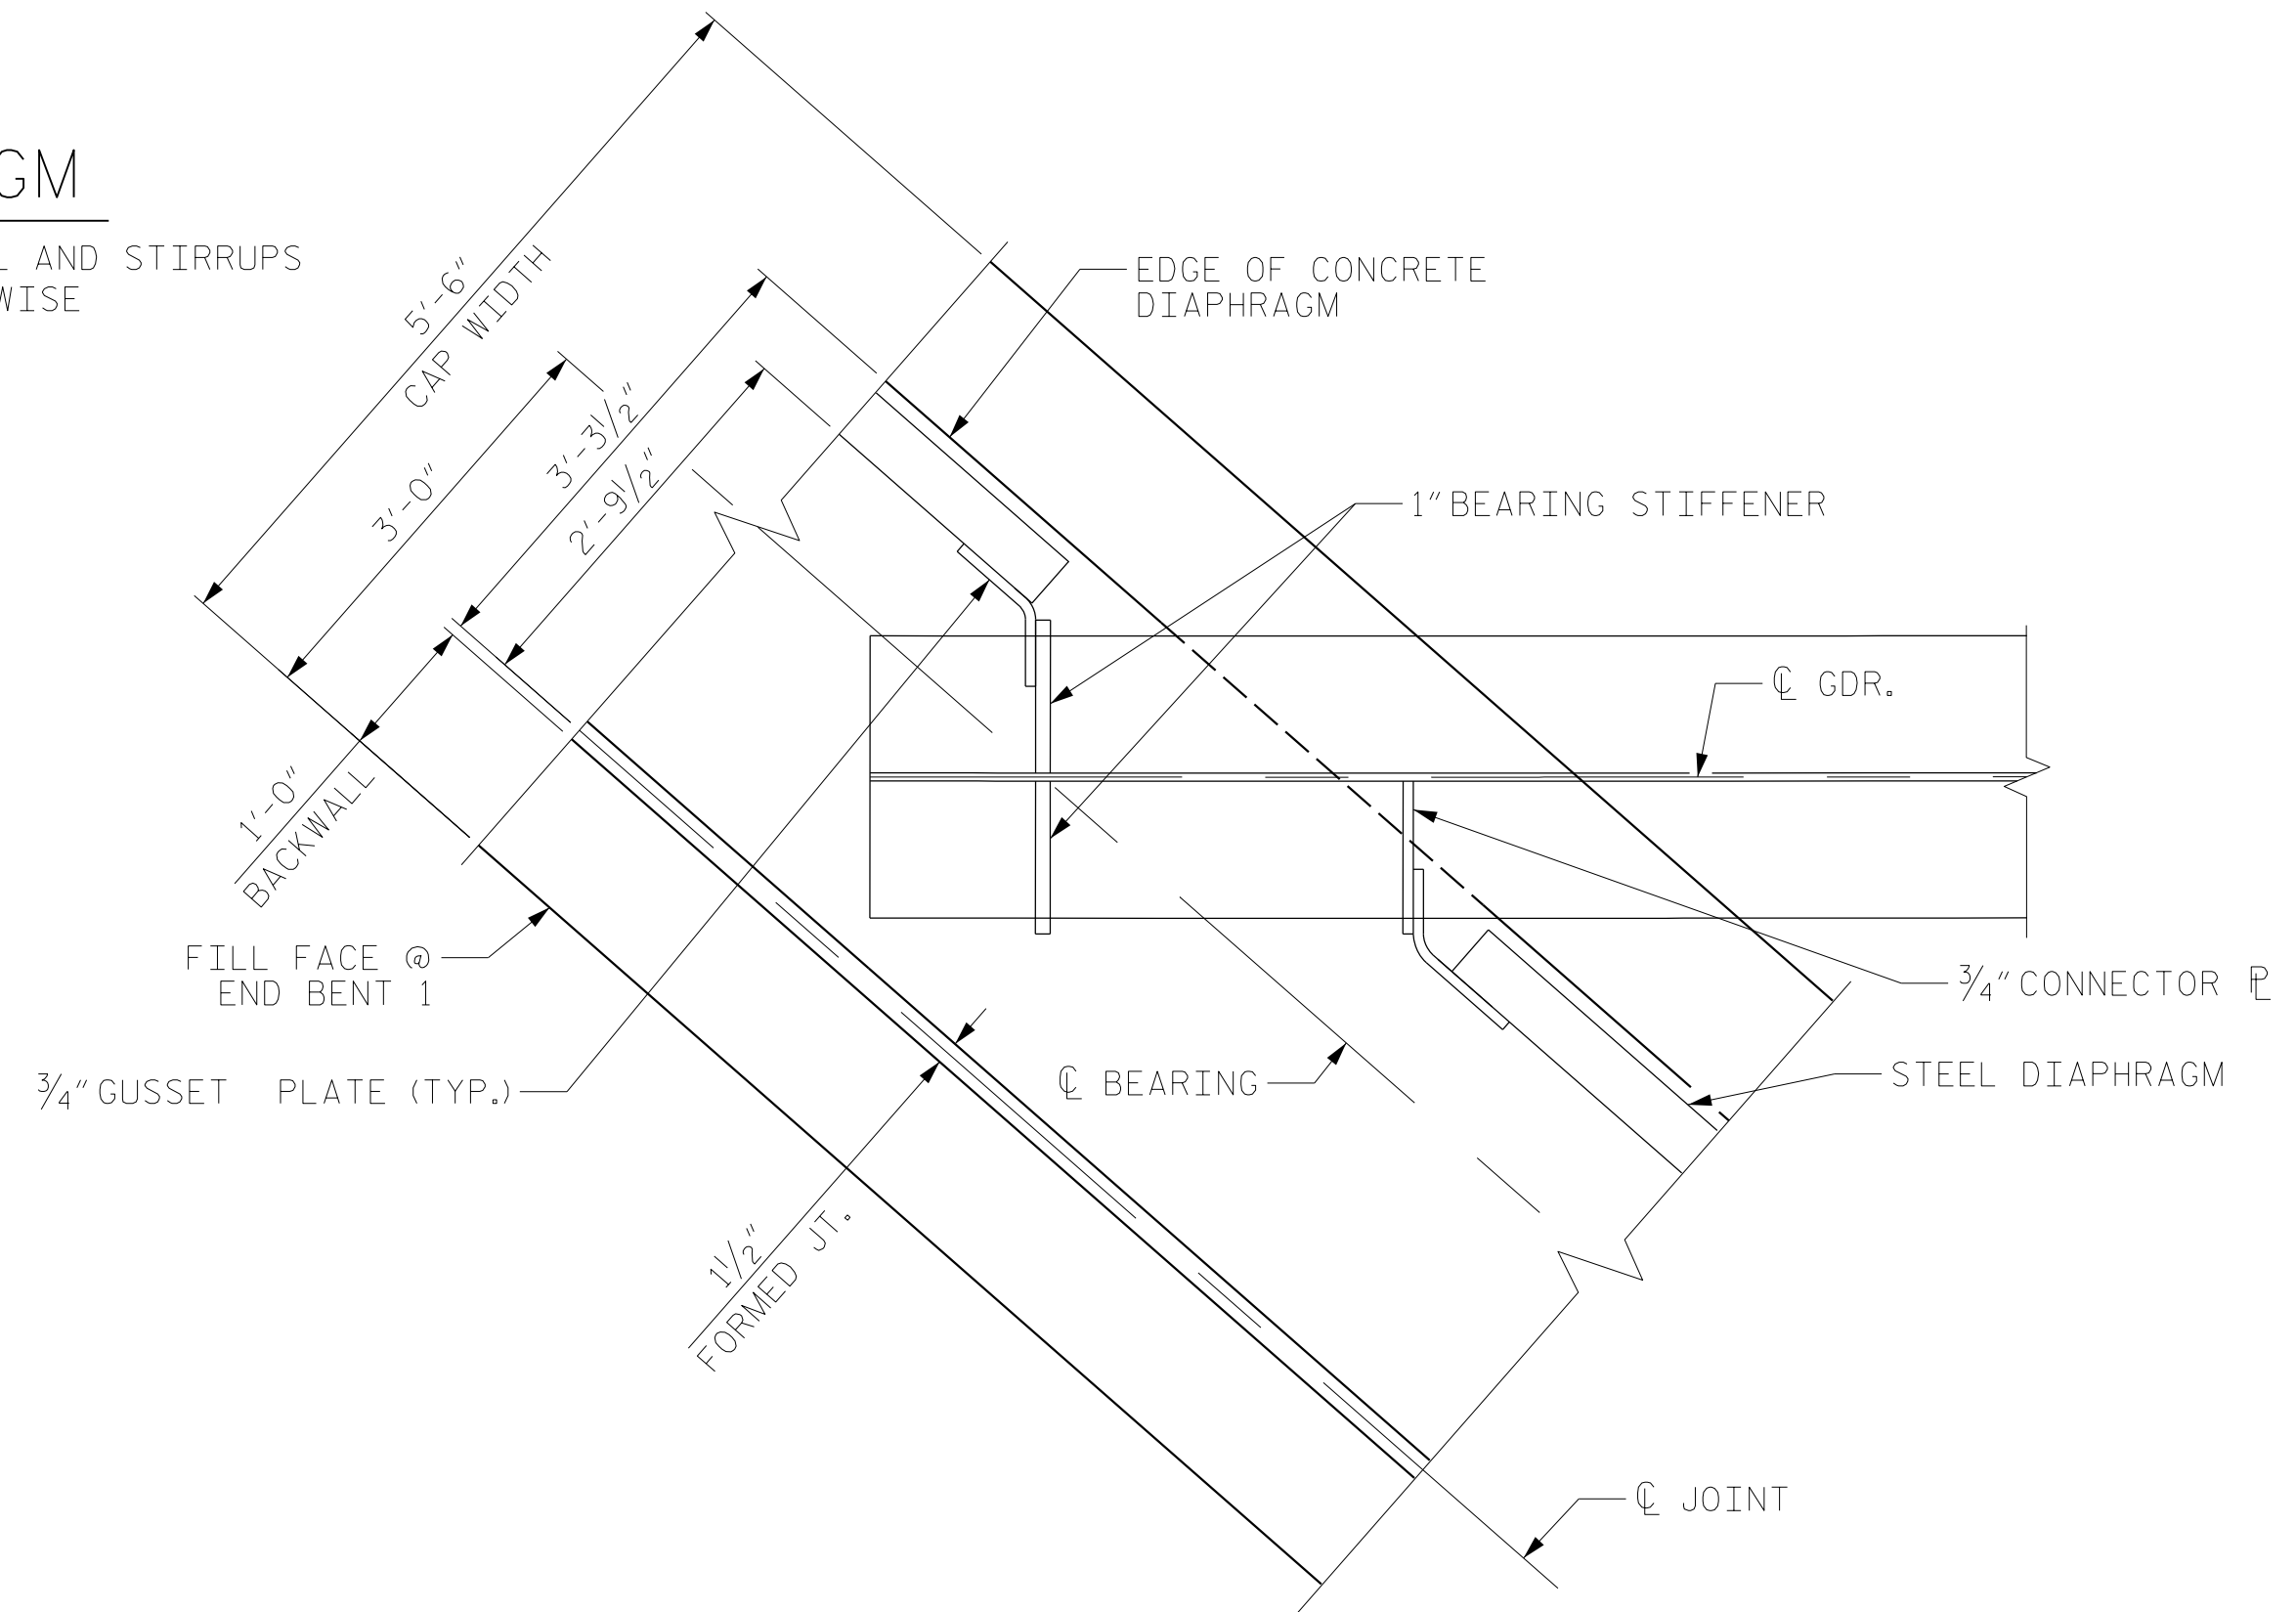 GM
AND STIRRUPS
WISE
5'-6"
CAP WIDTH
3'-0"
3'-3½"
2'-9½"
1'-0"
BACKWALL
EDGE OF CONCRETE
DIAPHRAGM
1" BEARING STIFFENER
℄ GDR.
FILL FACE @
END BENT 1
¾" GUSSET PLATE (TYP.)
℄ BEARING
¾" CONNECTOR ⅊
STEEL DIAPHRAGM
1½"
FORMED JT.
℄ JOINT